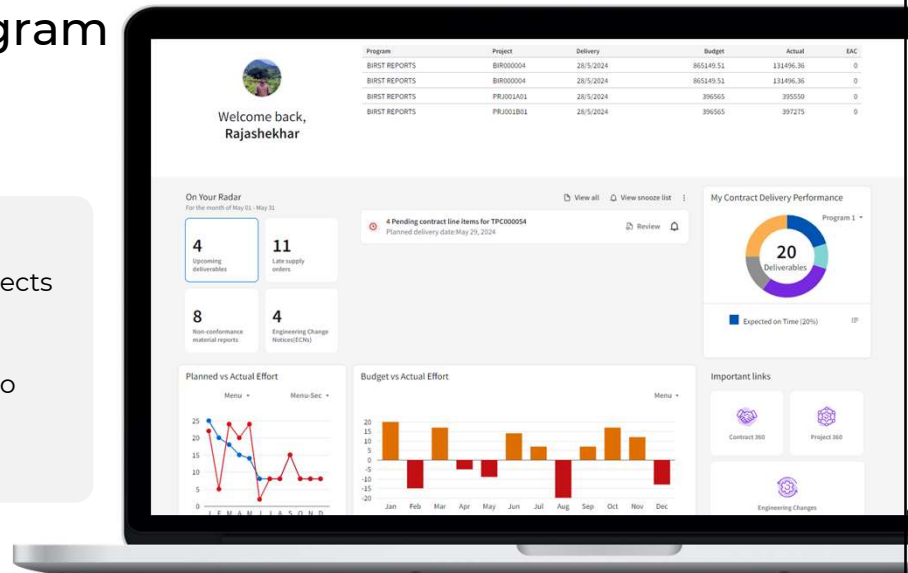 gram
ects
o
Program Project Delivery Budget Actual EAC
BIRST REPORTS BIR000004 28/5/2024 865149.51 131496.36 0
BIRST REPORTS BIR000004 28/5/2024 865149.51 131496.36 0
BIRST REPORTS PRJ001A01 28/5/2024 396565 395550 0
BIRST REPORTS PRJ001B01 28/5/2024 396565 397275 0
Welcome back,
Rajashekhar
On Your Radar
For the month of May 01 - May 31
View all View snooze list
4
Upcoming
deliverables
11
Late supply
orders
8
Non-conformance
material reports
4
Engineering Change
Notices(ECNs)
4 Pending contract line items for TPC000054
Planned delivery date:May 29, 2024
Review
My Contract Delivery Performance
Program 1
20
Deliverables
Expected on Time (20%)
Planned vs Actual Effort
Menu Menu-Sec
25
20
15
10
5
0
J F M A M J J A S O N D
Budget vs Actual Effort
Menu
20
15
10
5
0
-5
-10
-15
-20
Jan Feb Mar Apr May Jun Jul Aug Sep Oct Nov Dec
Important links
Contract 360
Project 360
Engineering Changes